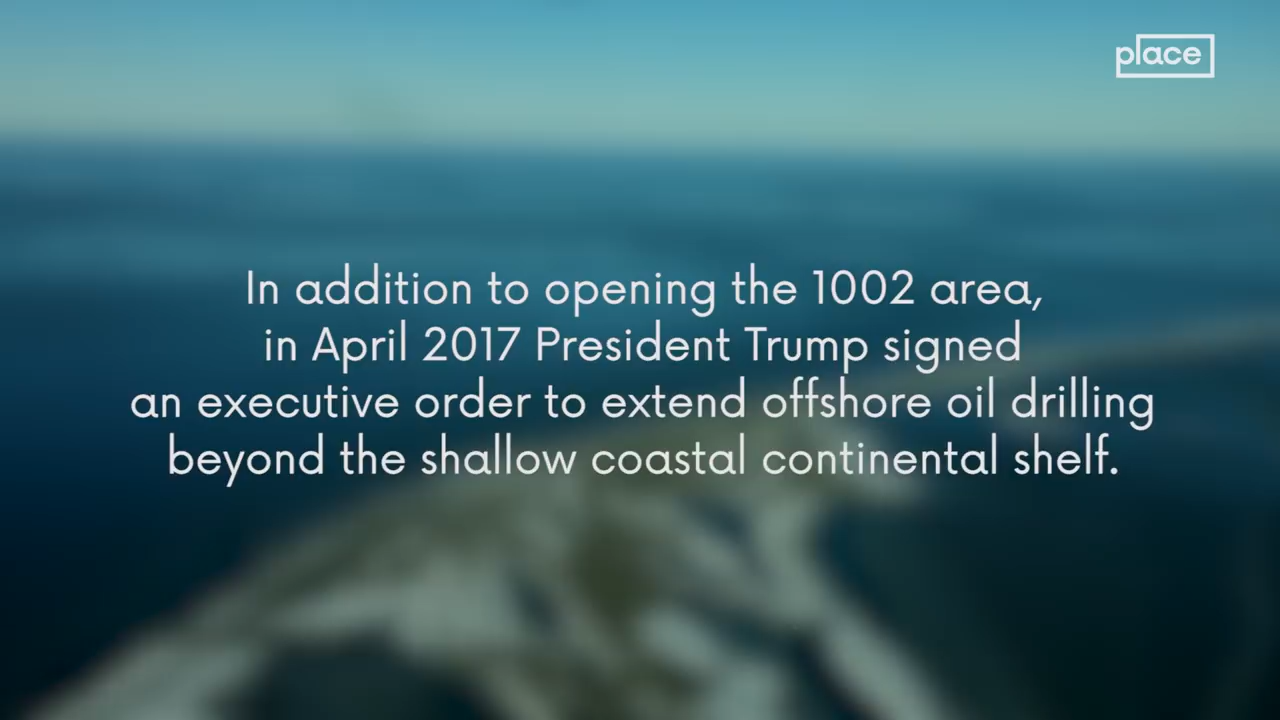 place
In addition to opening the 1002 area,
in April 2017 President Trump signed
an executive order to extend offshore oil drilling
beyond the shallow coastal continental shelf.